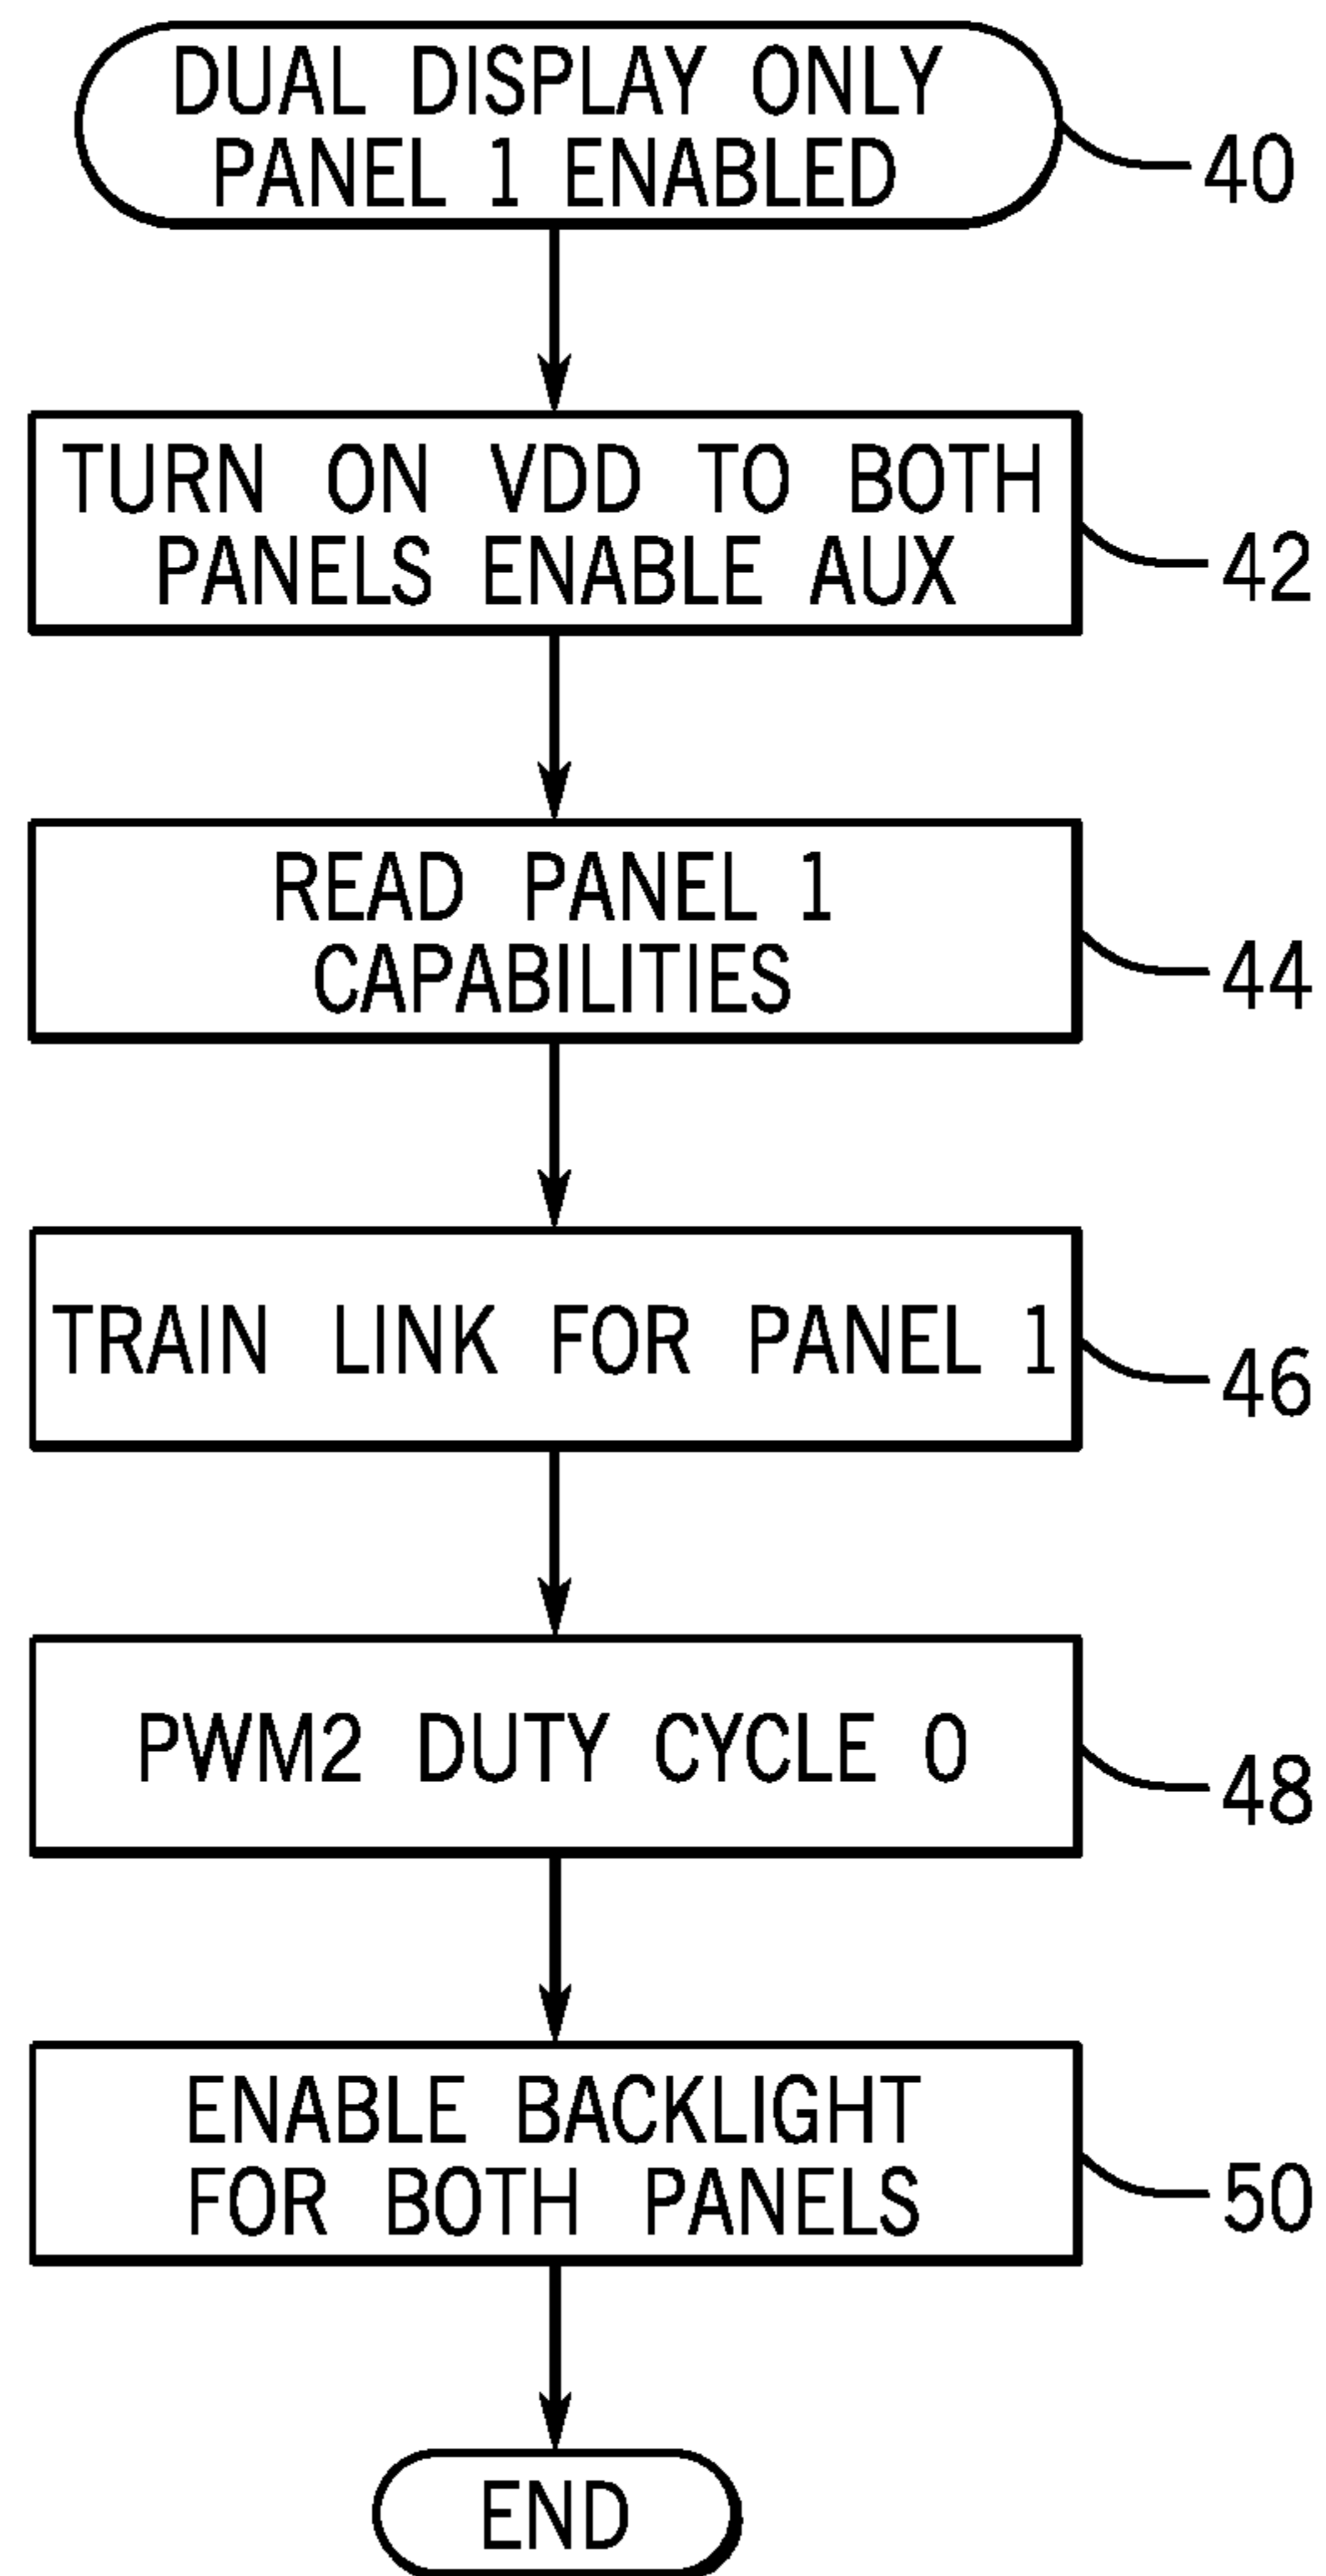 DUAL DISPLAY ONLY
PANEL 1 ENABLED
40
TURN ON VDD TO BOTH
PANELS ENABLE AUX
42
READ PANEL 1
CAPABILITIES
44
TRAIN LINK FOR PANEL 1
46
PWM2 DUTY CYCLE 0
48
ENABLE BACKLIGHT
FOR BOTH PANELS
50
END